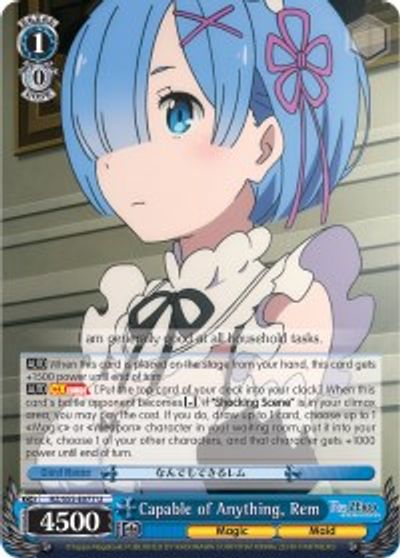 1
0
I am generally good at all household tasks.
When this card is placed on the stage from your hand, this card gets
+1500 power until end of turn.
[Put the top card of your deck into your clock] When this
card's battle opponent becomes [_], if "Shocking Scene" is in your climax
area, you may pay the cost. If you do, draw up to 1 card, choose up to 1
«Magic» or «Weapon» character in your waiting room, put it into your
stock, choose 1 of your other characters, and that character gets +1000
power until end of turn.
Card Name
なんでもできるレム
4500
Capable of Anything, Rem
Re:ZERO
Magic
Maid